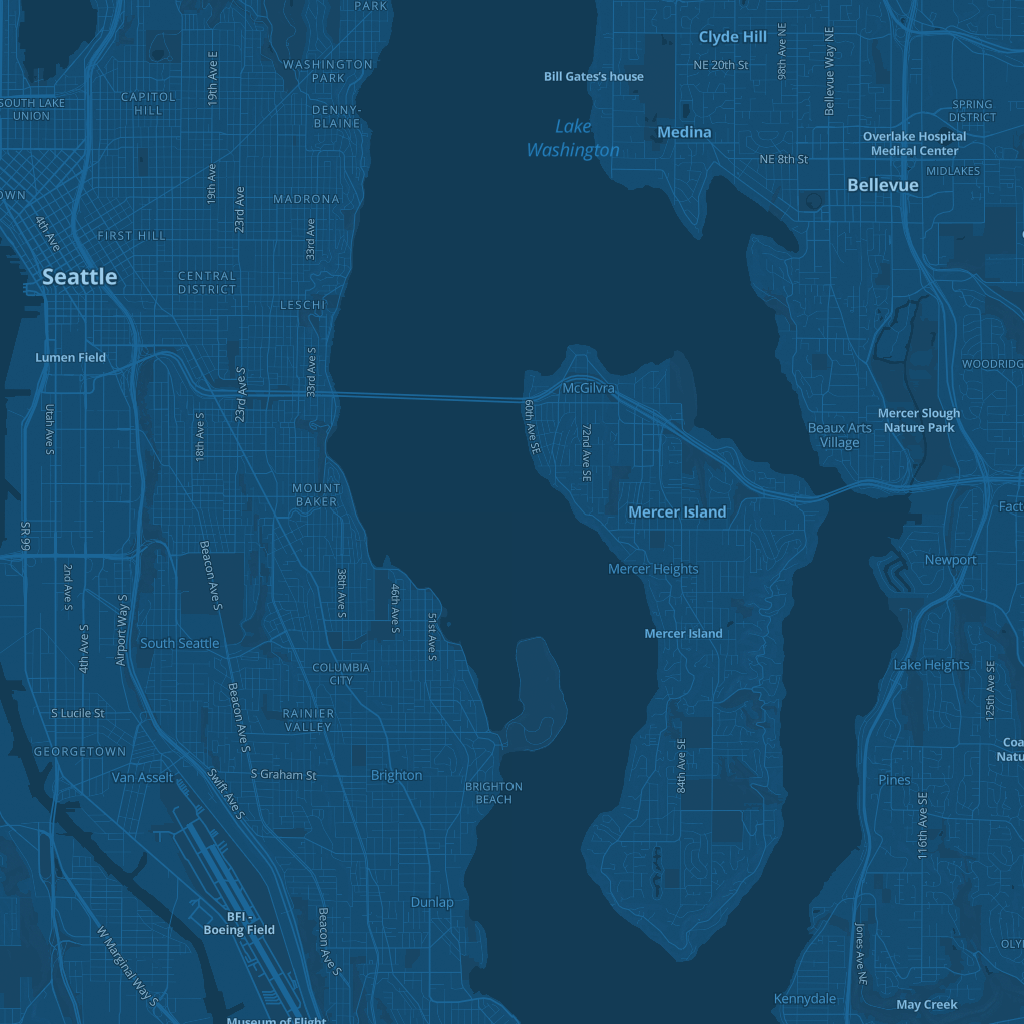 PARK
Clyde Hill
98th Ave NE
Bellevue Way NE
NE 20th St
WASHINGTON
PARK
19th Ave E
Bill Gates's house
CAPITOL
HILL
SOUTH LAKE
UNION
DENNY-
BLAINE
SPRING
DISTRICT
Lake
Washington
Medina
Overlake Hospital
Medical Center
NE 8th St
MIDLAKES
Bellevue
19th Ave
23rd Ave
MADRONA
OWN
4th Ave
FIRST HILL
33rd Ave
Seattle
CENTRAL
DISTRICT
LESCHI
Lumen Field
33rd Ave S
WOODRIDG
23rd Ave S
McGilvra
Utah Ave S
18th Ave S
60th Ave SE
72nd Ave SE
Mercer Slough
Nature Park
Beaux Arts
Village
MOUNT
BAKER
Mercer Island
Fact
SR 99
Newport
Beacon Ave S
2nd Ave S
38th Ave S
46th Ave S
Mercer Heights
Airport Way S
4th Ave S
51st Ave S
South Seattle
Mercer Island
COLUMBIA
CITY
Lake Heights
125th Ave SE
S Lucile St
Beacon Ave S
RAINIER
VALLEY
GEORGETOWN
84th Ave SE
Coa
Natu
Van Asselt
Swift Ave S
S Graham St
Brighton
BRIGHTON
BEACH
Pines
116th Ave SE
Dunlap
BFI -
Boeing Field
Beacon Ave S
W Marginal Way S
Jones Ave NE
OLY
Kennydale
May Creek
Museum of Flight